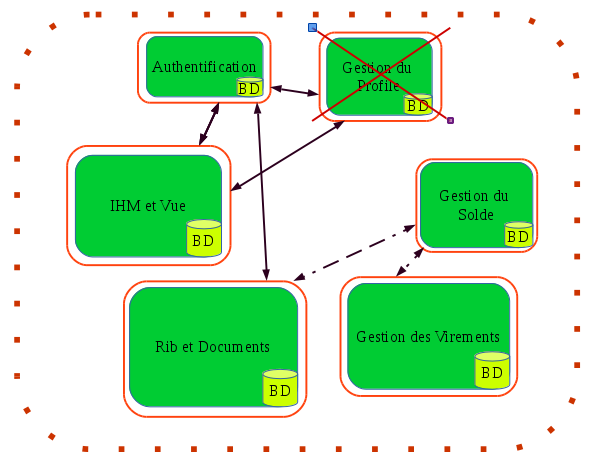 Authentification
BD
Gestion du
Profile
BD
IHM et Vue
BD
Gestion du
Solde
BD
Rib et Documents
BD
Gestion des Virements
BD